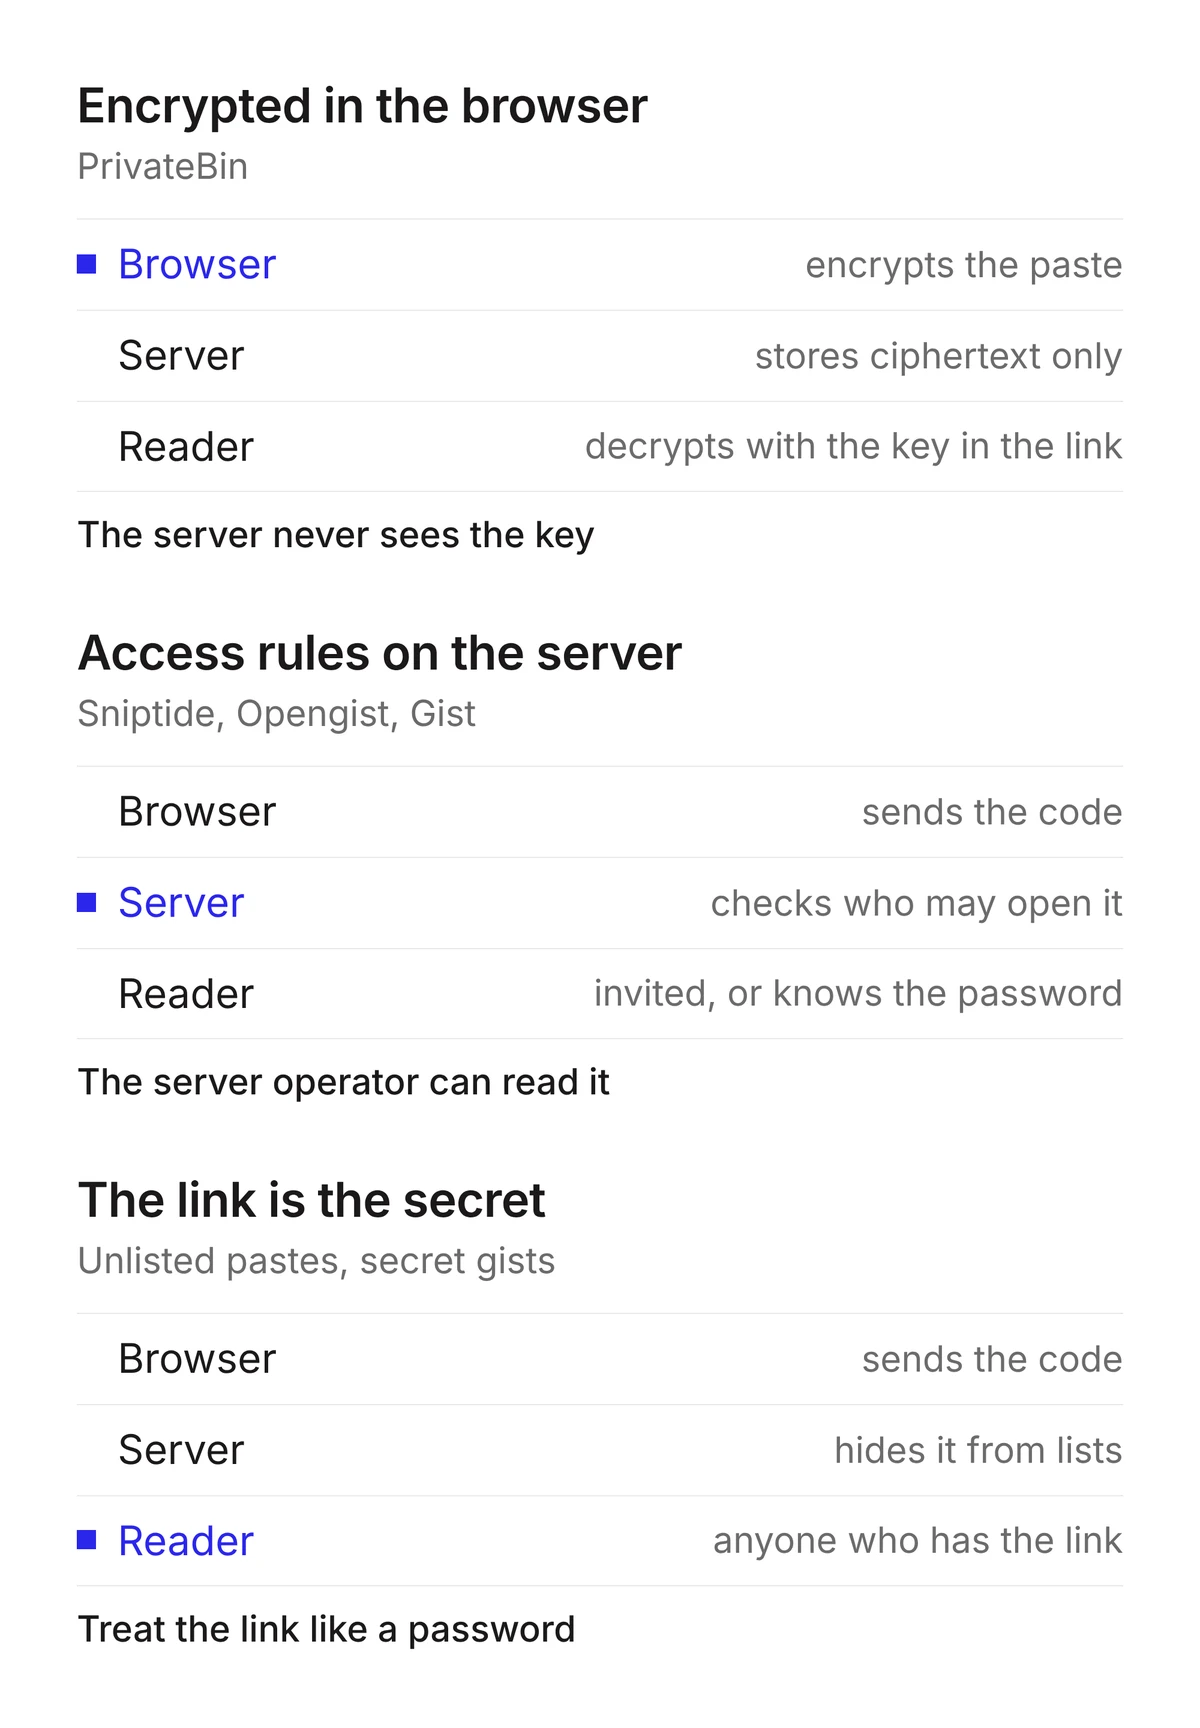 Encrypted in the browser
PrivateBin
Browser encrypts the paste
Server stores ciphertext only
Reader decrypts with the key in the link
The server never sees the key
Access rules on the server
Sniptide, Opengist, Gist
Browser sends the code
Server checks who may open it
Reader invited, or knows the password
The server operator can read it
The link is the secret
Unlisted pastes, secret gists
Browser sends the code
Server hides it from lists
Reader anyone who has the link
Treat the link like a password